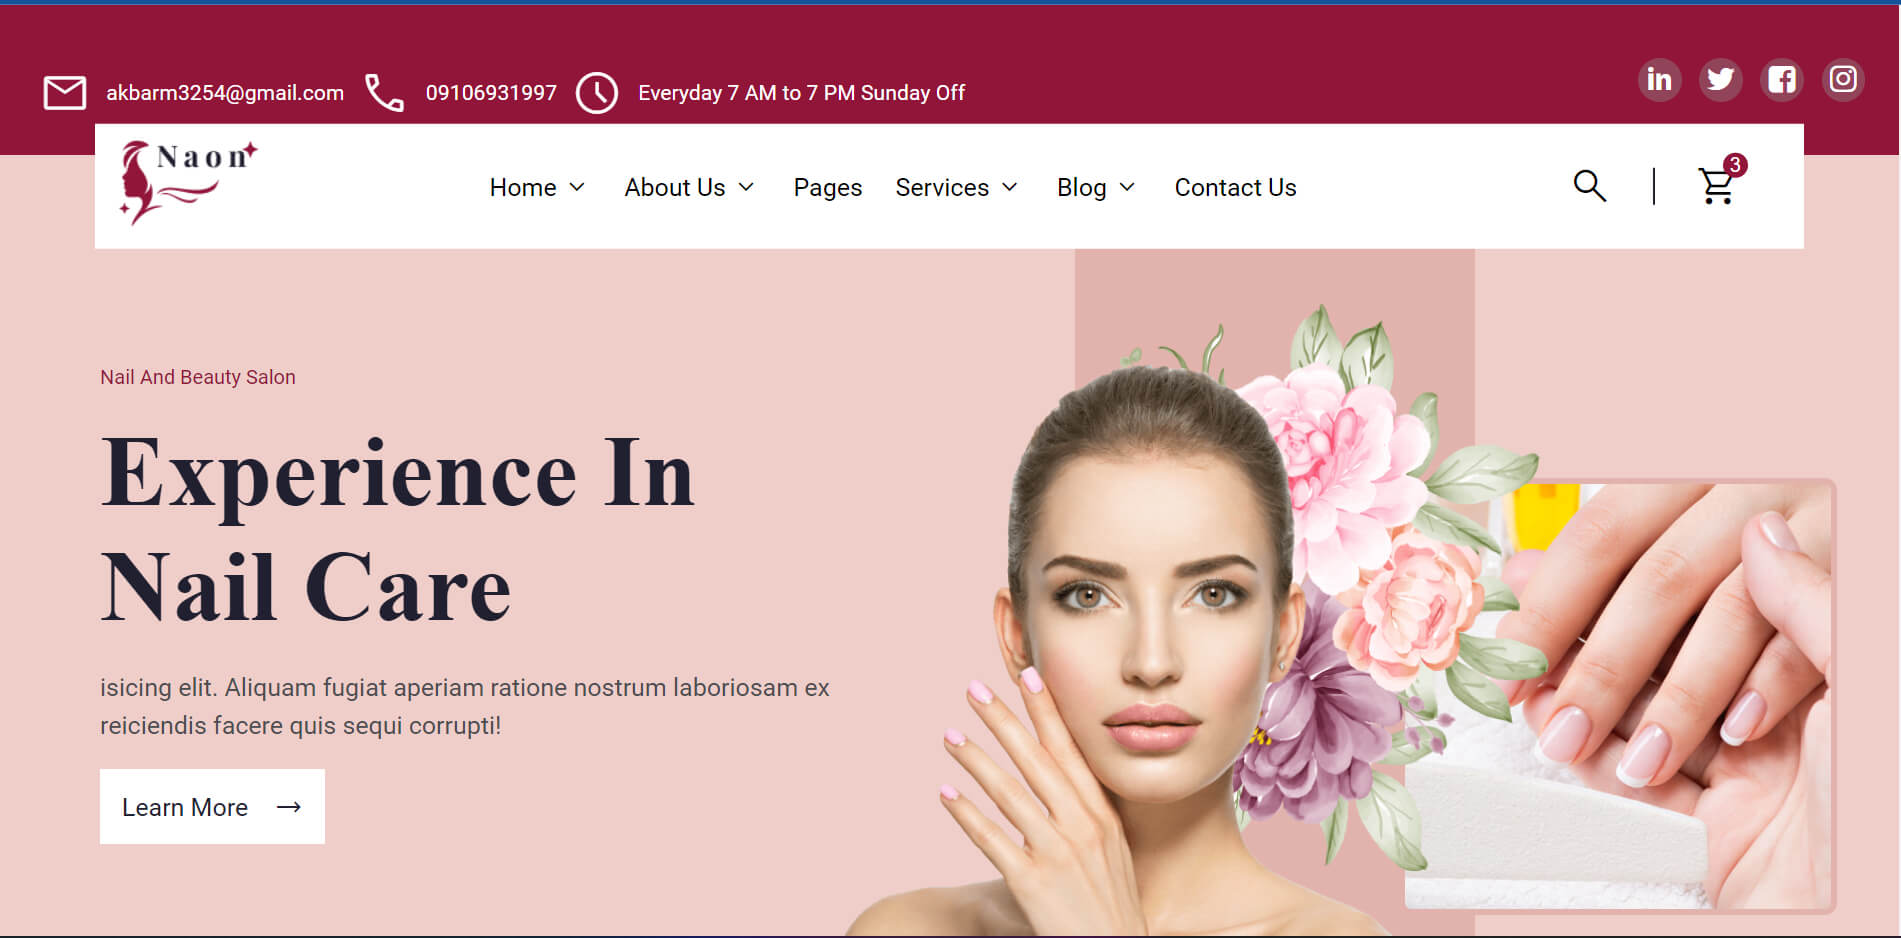 akbarm3254@gmail.com 09106931997 Everyday 7 AM to 7 PM Sunday Off
Naon
Home About Us Pages Services Blog Contact Us
3
Nail And Beauty Salon
Experience In
Nail Care
isicing elit. Aliquam fugiat aperiam ratione nostrum laboriosam ex
reiciendis facere quis sequi corrupti!
Learn More